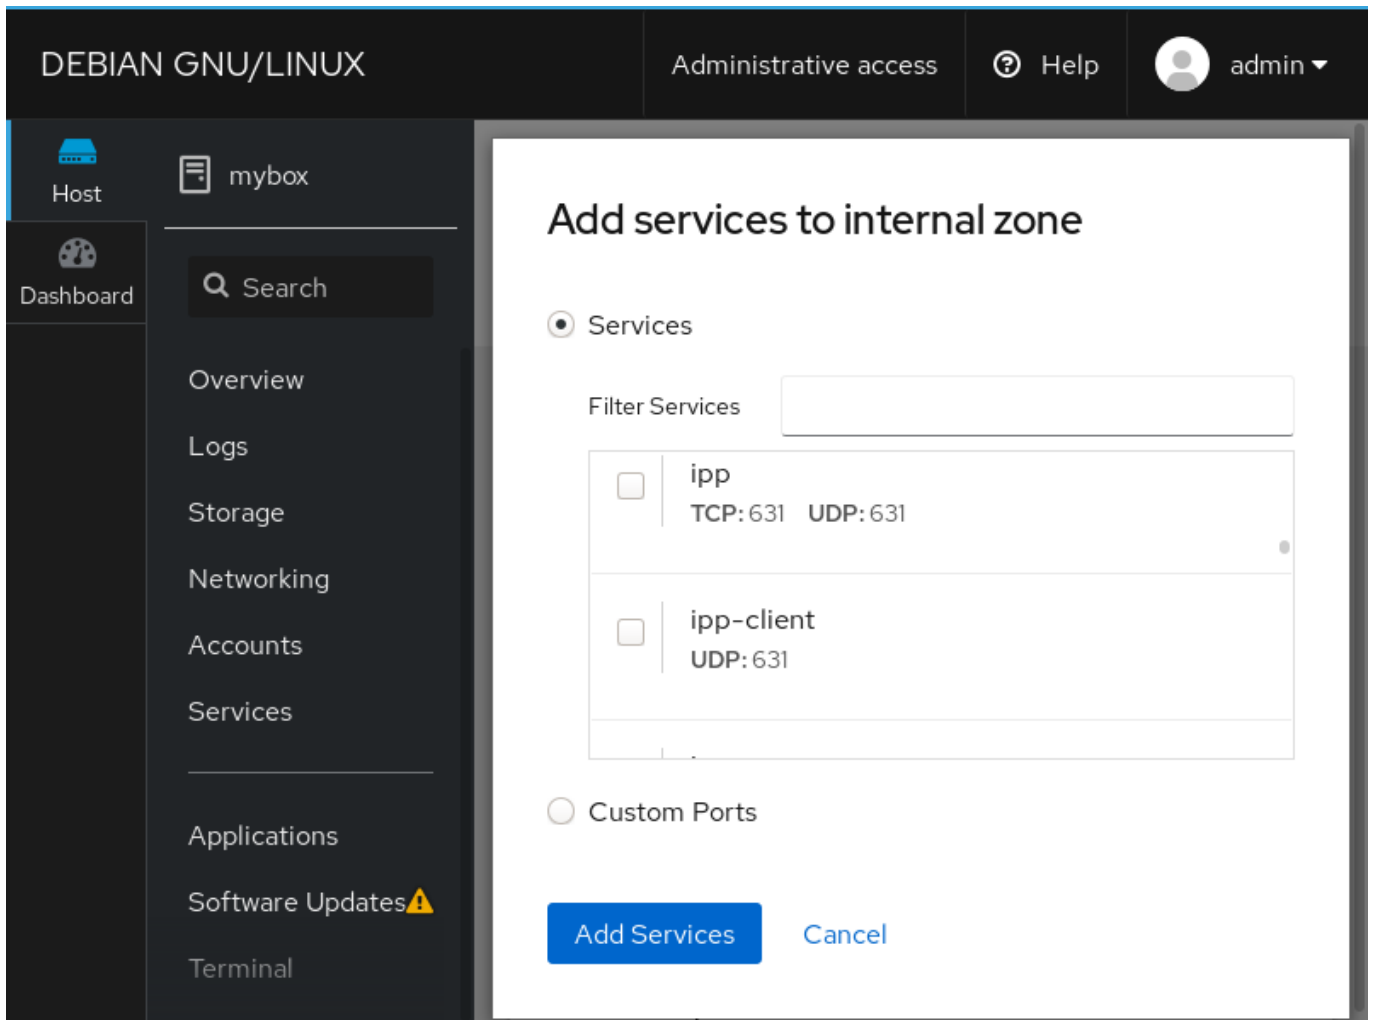 DEBIAN GNU/LINUX
Administrative access
Help
admin
Host
Dashboard
mybox
Search
Overview
Logs
Storage
Networking
Accounts
Services
Applications
Software Updates
Terminal
Add services to internal zone
Services
Filter Services
ipp
TCP: 631 UDP: 631
ipp-client
UDP: 631
Custom Ports
Add Services
Cancel